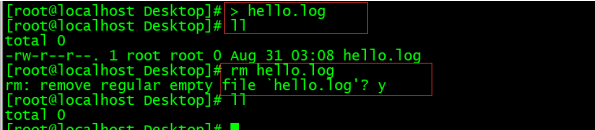 [root@localhost Desktop]# > hello.log
[root@localhost Desktop]# ll
total 0
-rw-r--r--. 1 root root 0 Aug 31 03:08 hello.log
[root@localhost Desktop]# rm hello.log
rm: remove regular empty file `hello.log'? y
[root@localhost Desktop]# ll
total 0
[root@localhost Desktop]#